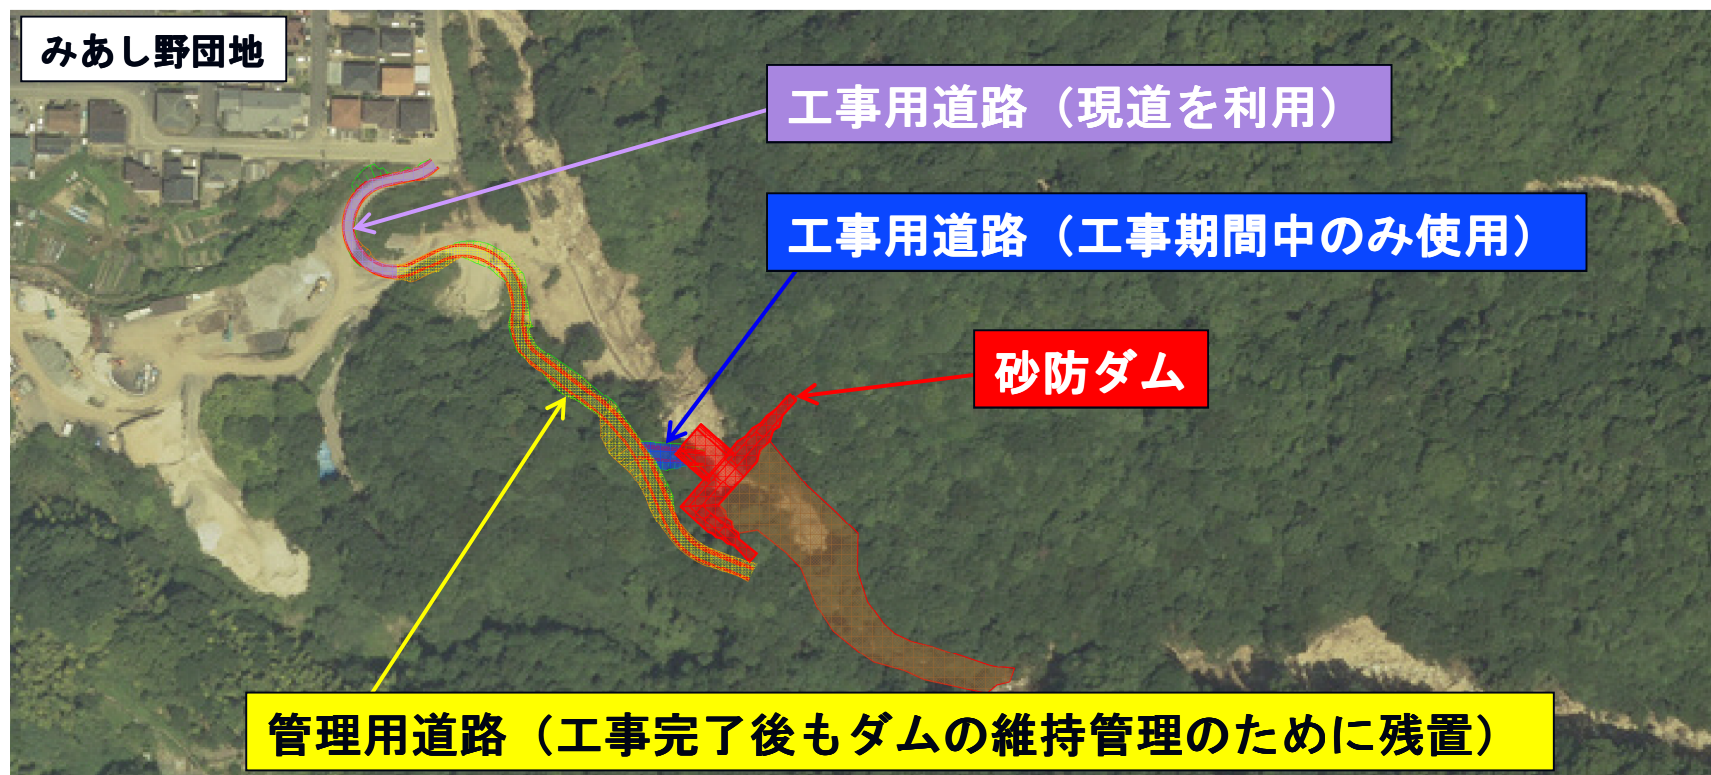 みあし野団地
工事用道路（現道を利用）
工事用道路（工事期間中のみ使用）
砂防ダム
管理用道路（工事完了後もダムの維持管理のために残置）